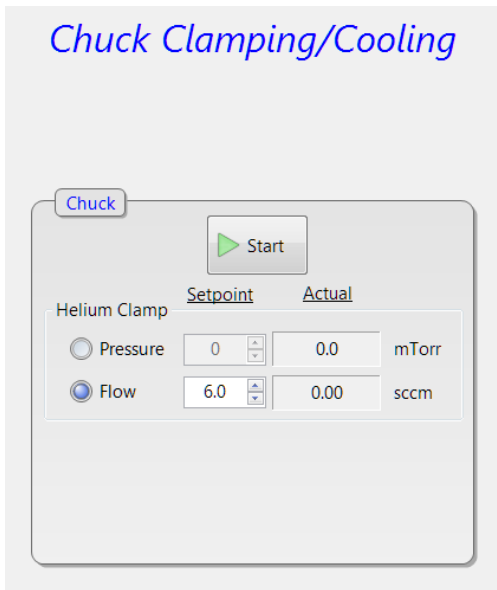 Chuck Clamping/Cooling
Chuck
Start
Setpoint Actual
Helium Clamp
Pressure 0 0.0 mTorr
Flow 6.0 0.00 sccm